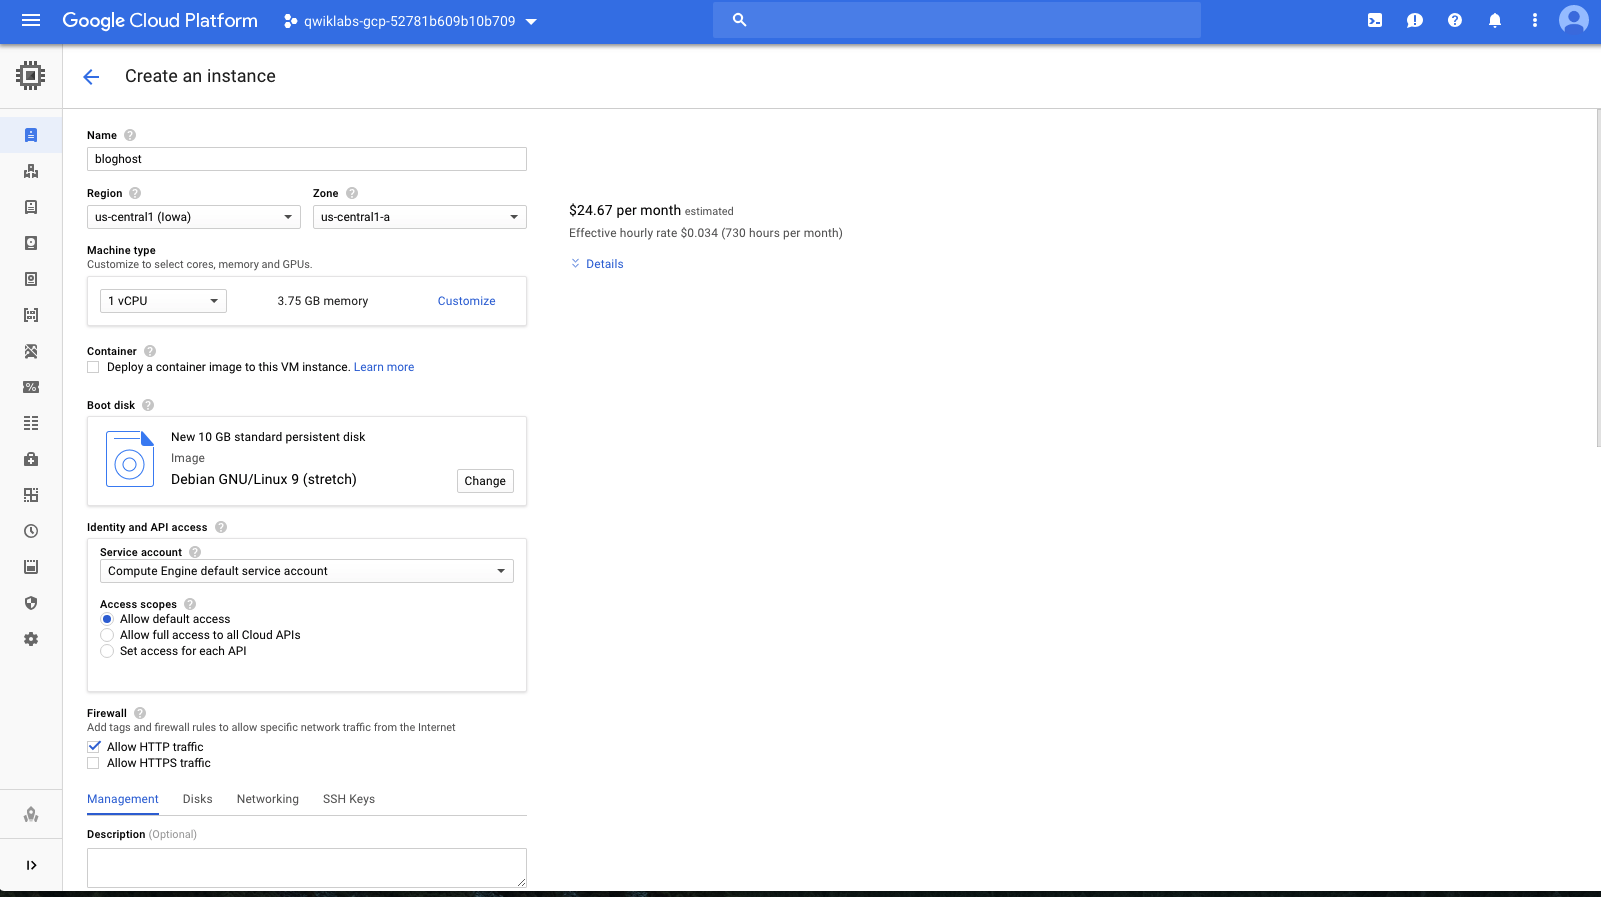 Google Cloud Platform
qwiklabs-gcp-52781b609b10b709
Create an instance
Name
bloghost
Region
Zone
us-central1 (Iowa)
us-central1-a
$24.67 per month estimated
Effective hourly rate $0.034 (730 hours per month)
Details
Machine type
Customize to select cores, memory and GPUs.
1 vCPU
3.75 GB memory
Customize
Container
Deploy a container image to this VM instance. Learn more
Boot disk
New 10 GB standard persistent disk
Image
Debian GNU/Linux 9 (stretch)
Change
Identity and API access
Service account
Compute Engine default service account
Access scopes
Allow default access
Allow full access to all Cloud APIs
Set access for each API
Firewall
Add tags and firewall rules to allow specific network traffic from the Internet
Allow HTTP traffic
Allow HTTPS traffic
Management
Disks
Networking
SSH Keys
Description (Optional)